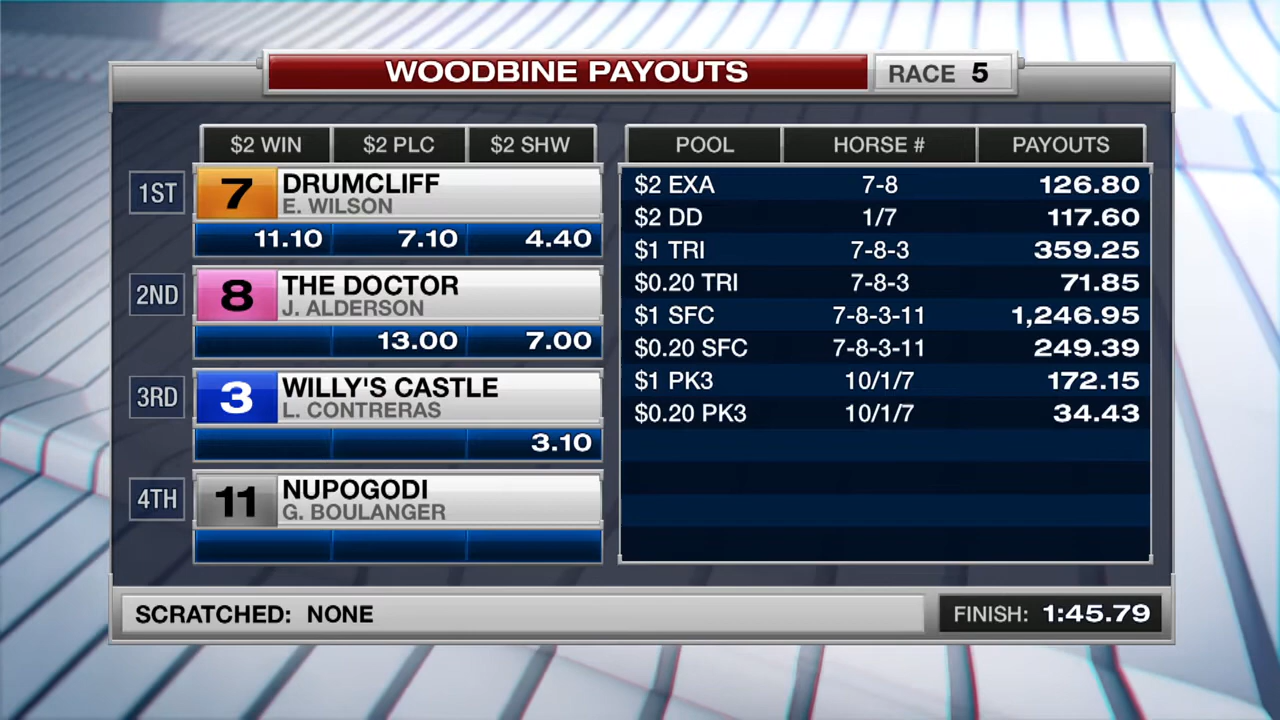 WOODBINE PAYOUTS
RACE 5
$2 WIN $2 PLC $2 SHW
1ST 7 DRUMCLIFF
E. WILSON
11.10 7.10 4.40
2ND 8 THE DOCTOR
J. ALDERSON
13.00 7.00
3RD 3 WILLY'S CASTLE
L. CONTRERAS
3.10
4TH 11 NUPOGODI
G. BOULANGER
POOL HORSE # PAYOUTS
$2 EXA 7-8 126.80
$2 DD 1/7 117.60
$1 TRI 7-8-3 359.25
$0.20 TRI 7-8-3 71.85
$1 SFC 7-8-3-11 1,246.95
$0.20 SFC 7-8-3-11 249.39
$1 PK3 10/1/7 172.15
$0.20 PK3 10/1/7 34.43
SCRATCHED: NONE
FINISH: 1:45.79